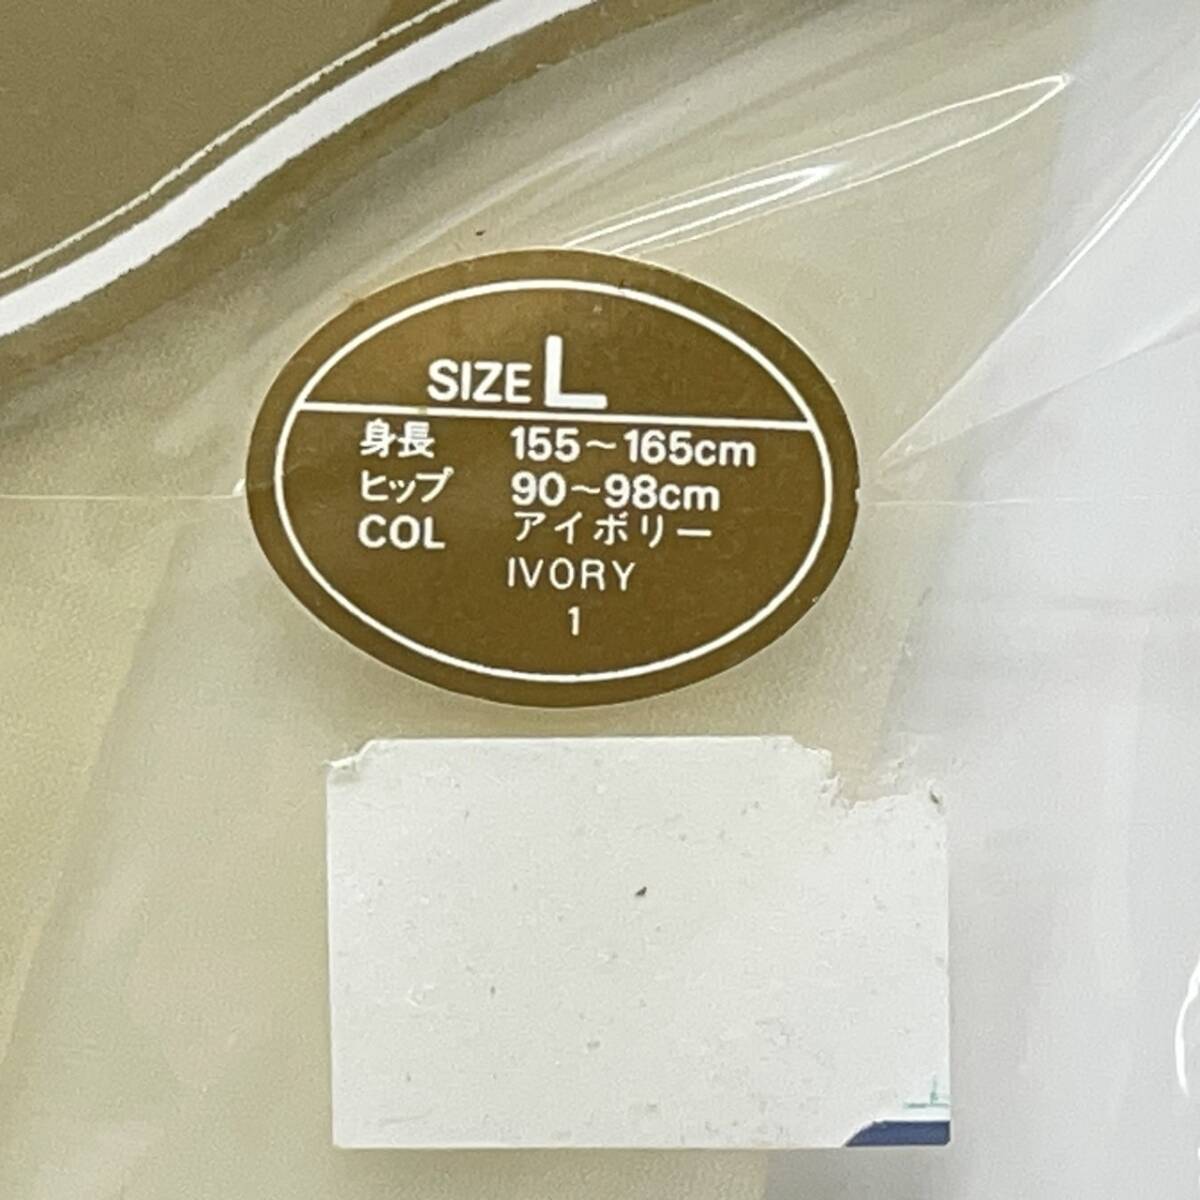 SIZE L
身長 155～165cm
ヒップ 90～98cm
COL アイボリー
IVORY
1